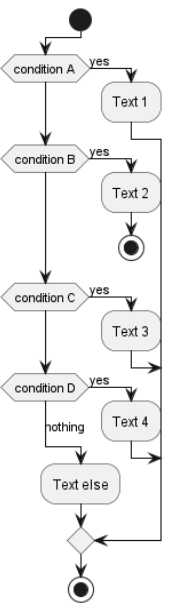 condition A
yes
Text 1
condition B
yes
Text 2
condition C
yes
Text 3
condition D
yes
Text 4
nothing
Text else